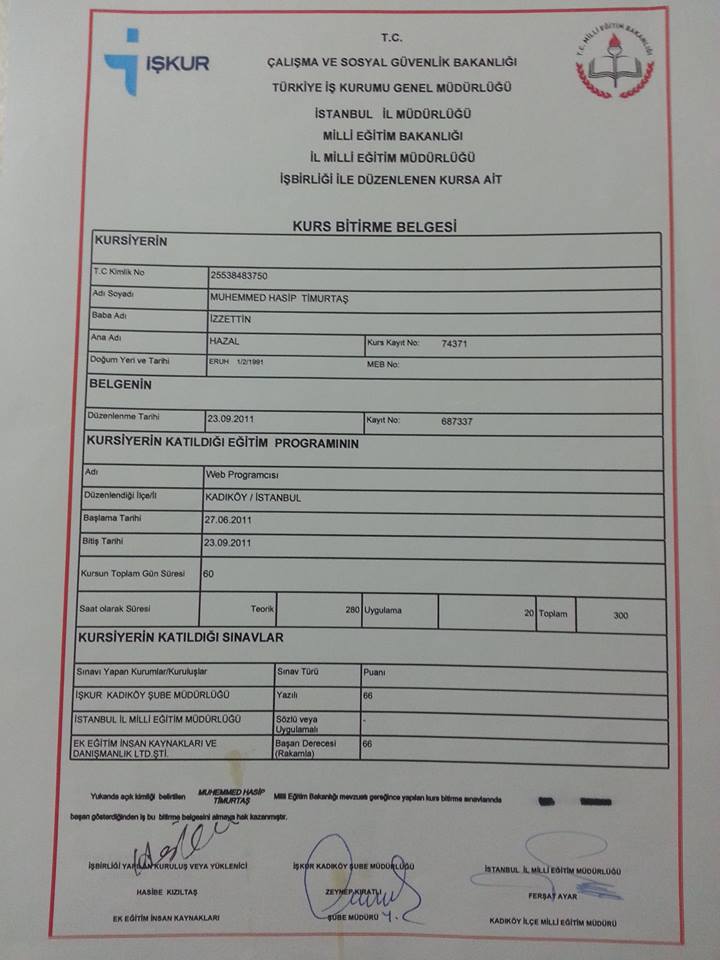 İŞKUR
T.C. MİLLİ EĞİTİM BAKANLIĞI
T.C.
ÇALIŞMA VE SOSYAL GÜVENLİK BAKANLIĞI
TÜRKİYE İŞ KURUMU GENEL MÜDÜRLÜĞÜ
İSTANBUL İL MÜDÜRLÜĞÜ
MİLLİ EĞİTİM BAKANLIĞI
İL MİLLİ EĞİTİM MÜDÜRLÜĞÜ
İŞBİRLİĞİ İLE DÜZENLENEN KURSA AİT
KURS BİTİRME BELGESİ
KURSİYERİN
T.C Kimlik No 25538483750
Adı Soyadı MUHEMMED HASİP TİMURTAŞ
Baba Adı İZZETTİN
Ana Adı HAZAL Kurs Kayıt No: 74371
Doğum Yeri ve Tarihi ERUH 1/2/1991 MEB No:
BELGENİN
Düzenlenme Tarihi 23.09.2011 Kayıt No: 687337
KURSİYERİN KATILDIĞI EĞİTİM PROGRAMININ
Adı Web Programcısı
Düzenlendiği İlçe/İl KADIKÖY / İSTANBUL
Başlama Tarihi 27.06.2011
Bitiş Tarihi 23.09.2011
Kursun Toplam Gün Süresi 60
Saat olarak Süresi Teorik 280 Uygulama 20 Toplam 300
KURSİYERİN KATILDIĞI SINAVLAR
Sınavı Yapan Kurumlar/Kuruluşlar Sınav Türü Puanı
İŞKUR KADIKÖY ŞUBE MÜDÜRLÜĞÜ Yazılı 66
İSTANBUL İL MİLLİ EĞİTİM MÜDÜRLÜĞÜ Sözlü veya -
Uygulamalı
EK EĞİTİM İNSAN KAYNAKLARI VE Başarı Derecesi 66
DANIŞMANLIK LTD.ŞTİ. (Rakamla)
Yukarıda açık kimliği belirtilen MUHEMMED HASİP Milli Eğitim Bakanlığı mevzuatı gereğince yapılan kurs bitirme sınavlarında
TİMURTAŞ
başarı gösterdiğinden iş bu bitirme belgesini almaya hak kazanmıştır.
İŞBİRLİĞİ YAPILAN KURULUŞ VEYA YÜKLENİCİ İŞKUR KADIKÖY ŞUBE MÜDÜRLÜĞÜ İSTANBUL İL MİLLİ EĞİTİM MÜDÜRLÜĞÜ
HASİBE KIZILTAŞ ZEYNEP KIRATLI FERŞAT AYAR
EK EĞİTİM İNSAN KAYNAKLARI ŞUBE MÜDÜRÜ Y. KADIKÖY İLÇE MİLLİ EĞİTİM MÜDÜRÜ